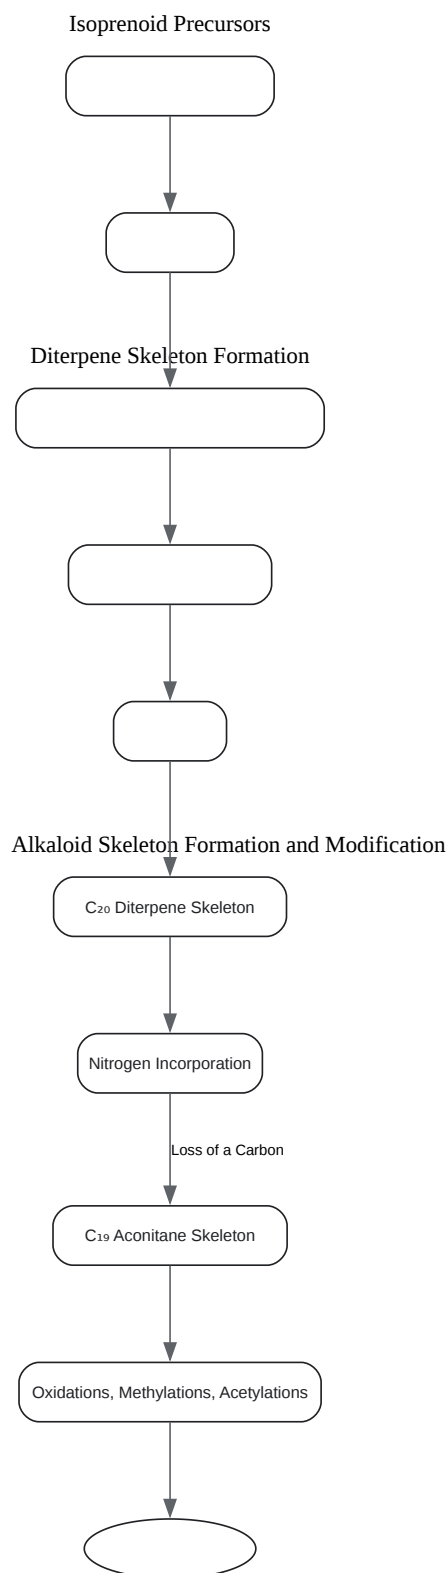 Isoprenoid Precursors
Diterpene Skeleton Formation
Alkaloid Skeleton Formation and Modification
C₂₀ Diterpene Skeleton
Nitrogen Incorporation
Loss of a Carbon
C₁₉ Aconitane Skeleton
Oxidations, Methylations, Acetylations